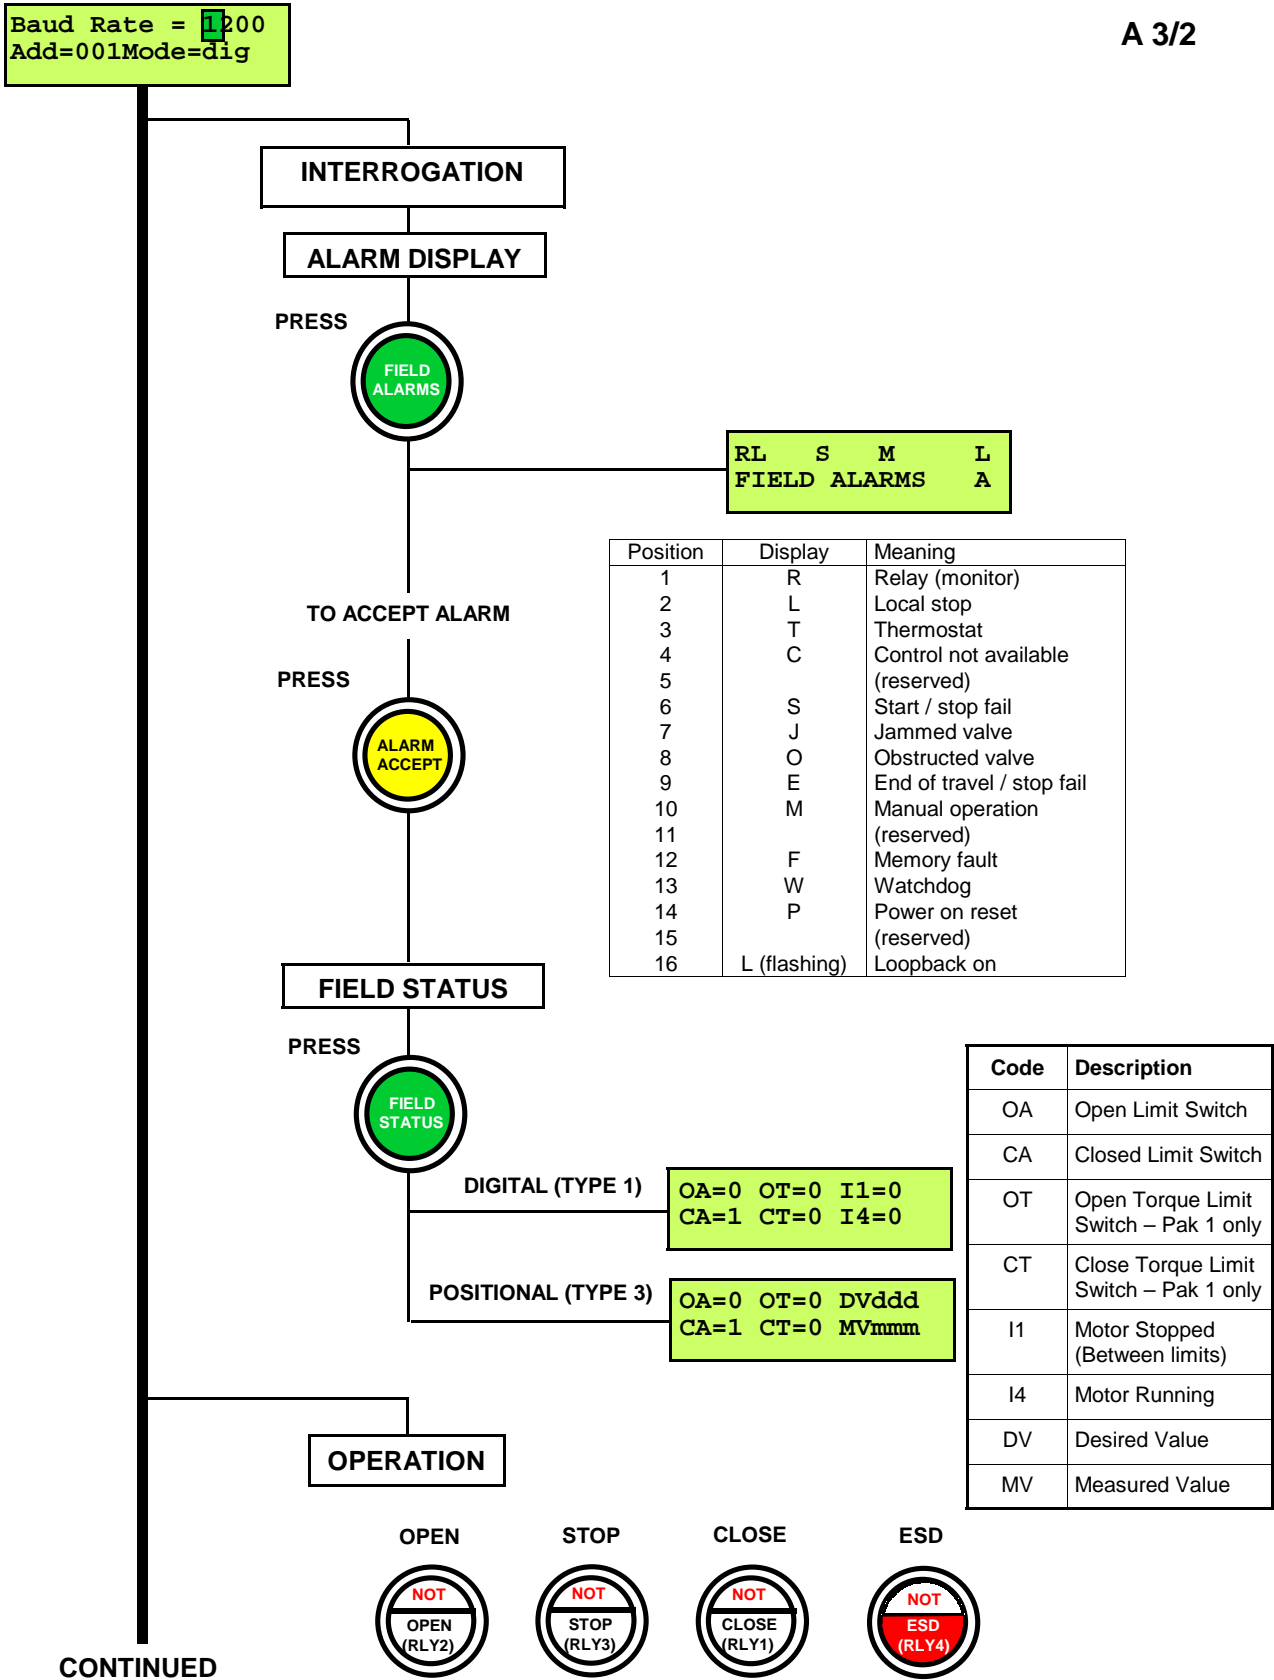 Baud Rate = 1200
Add=001Mode=dig
A 3/2
INTERROGATION
ALARM DISPLAY
PRESS
FIELD
ALARMS
RL S M L
FIELD ALARMS A
Position Display Meaning
1 R Relay (monitor)
2 L Local stop
3 T Thermostat
4 C Control not available
5 (reserved)
6 S Start / stop fail
7 J Jammed valve
8 O Obstructed valve
9 E End of travel / stop fail
10 M Manual operation
11 (reserved)
12 F Memory fault
13 W Watchdog
14 P Power on reset
15 (reserved)
16 L (flashing) Loopback on
TO ACCEPT ALARM
PRESS
ALARM
ACCEPT
FIELD STATUS
PRESS
FIELD
STATUS
DIGITAL (TYPE 1)
OA=0 OT=0 I1=0
CA=1 CT=0 I4=0
POSITIONAL (TYPE 3)
OA=0 OT=0 DVddd
CA=1 CT=0 MVmmm
Code Description
OA Open Limit Switch
CA Closed Limit Switch
OT Open Torque Limit
Switch – Pak 1 only
CT Close Torque Limit
Switch – Pak 1 only
I1 Motor Stopped
(Between limits)
I4 Motor Running
DV Desired Value
MV Measured Value
OPERATION
OPEN STOP CLOSE ESD
NOT
OPEN
(RLY2)
NOT
STOP
(RLY3)
NOT
CLOSE
(RLY1)
NOT
ESD
(RLY4)
CONTINUED